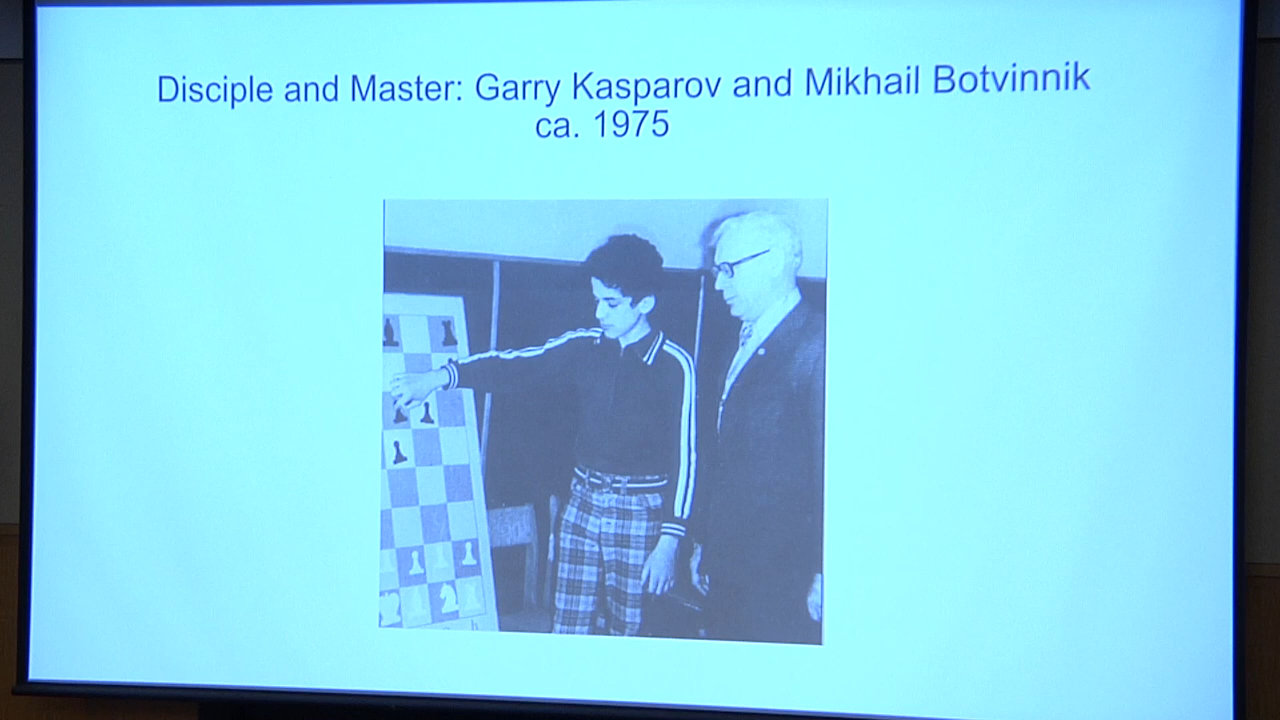 Disciple and Master: Garry Kasparov and Mikhail Botvinnik
ca. 1975
h